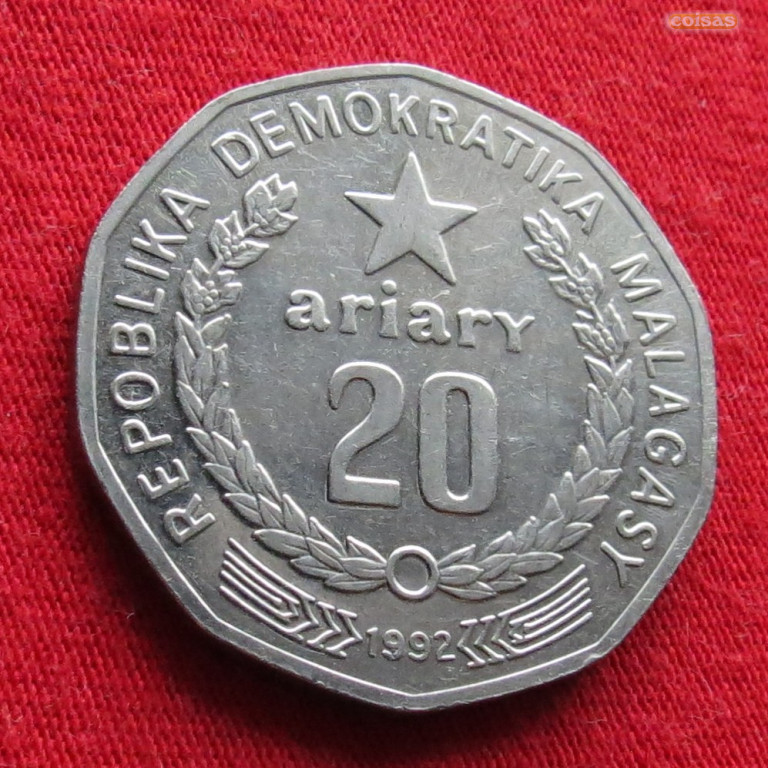 coisas
REPOBLIKA DEMOKRATIKA MALAGASY
ariary
20
1992